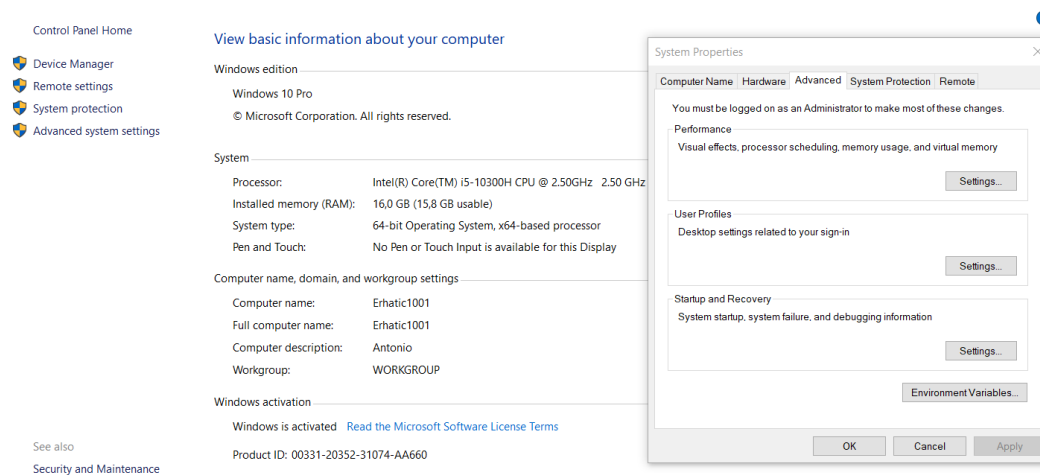 Control Panel Home
Device Manager
Remote settings
System protection
Advanced system settings
See also
Security and Maintenance
View basic information about your computer
Windows edition
Windows 10 Pro
© Microsoft Corporation. All rights reserved.
System
Processor: Intel(R) Core(TM) i5-10300H CPU @ 2.50GHz 2.50 GHz
Installed memory (RAM): 16,0 GB (15,8 GB usable)
System type: 64-bit Operating System, x64-based processor
Pen and Touch: No Pen or Touch Input is available for this Display
Computer name, domain, and workgroup settings
Computer name: Erhatic1001
Full computer name: Erhatic1001
Computer description: Antonio
Workgroup: WORKGROUP
Windows activation
Windows is activated Read the Microsoft Software License Terms
Product ID: 00331-20352-31074-AA660
System Properties
Computer Name Hardware Advanced System Protection Remote
You must be logged on as an Administrator to make most of these changes.
Performance
Visual effects, processor scheduling, memory usage, and virtual memory
Settings...
User Profiles
Desktop settings related to your sign-in
Settings...
Startup and Recovery
System startup, system failure, and debugging information
Settings...
Environment Variables...
OK Cancel Apply